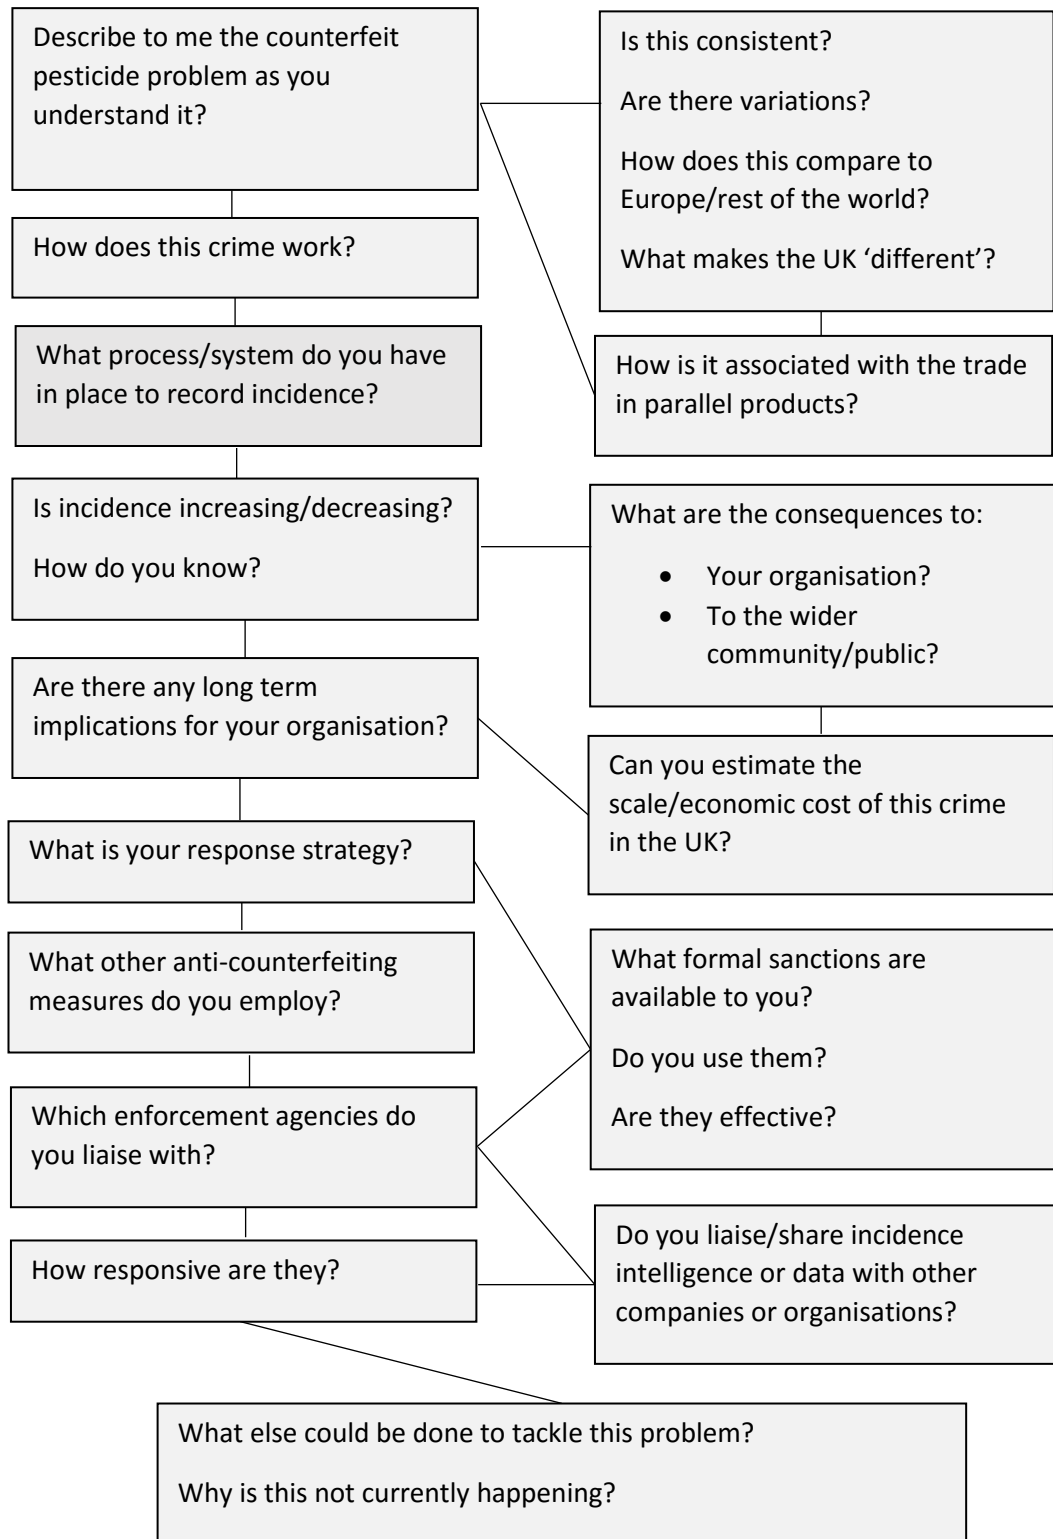 Describe to me the counterfeit
pesticide problem as you
understand it?
Is this consistent?
Are there variations?
How does this compare to
Europe/rest of the world?
What makes the UK ‘different’?
How does this crime work?
What process/system do you have
in place to record incidence?
How is it associated with the trade
in parallel products?
Is incidence increasing/decreasing?
How do you know?
What are the consequences to:
• Your organisation?
• To the wider
community/public?
Are there any long term
implications for your organisation?
Can you estimate the
scale/economic cost of this crime
in the UK?
What is your response strategy?
What other anti-counterfeiting
measures do you employ?
What formal sanctions are
available to you?
Do you use them?
Are they effective?
Which enforcement agencies do
you liaise with?
How responsive are they?
Do you liaise/share incidence
intelligence or data with other
companies or organisations?
What else could be done to tackle this problem?
Why is this not currently happening?